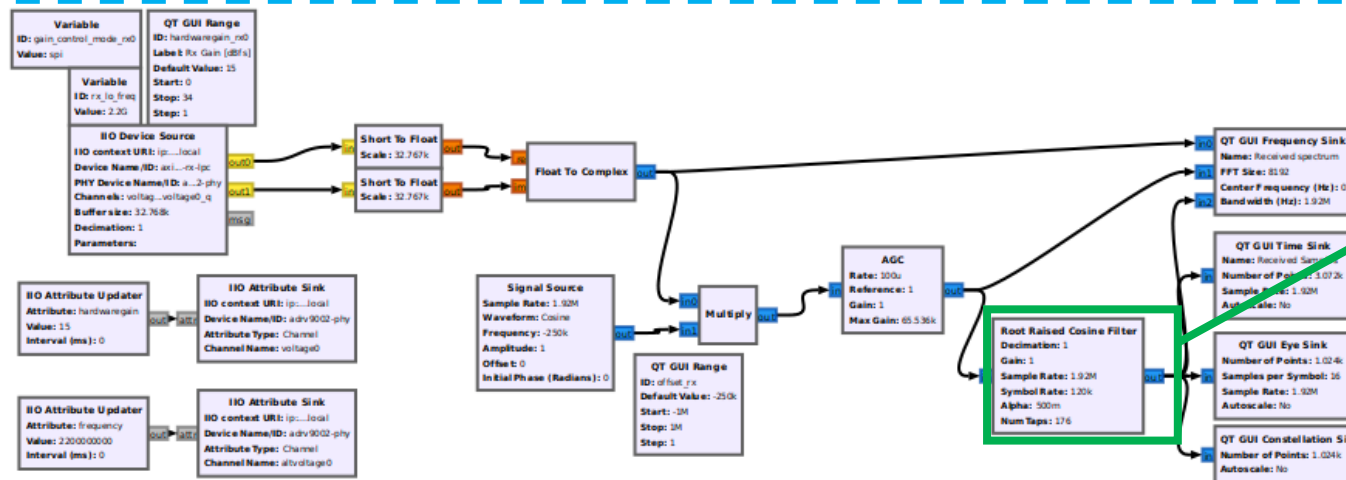 Variable
ID: gain_control_mode_rx0
Value: spi
QT GUI Range
ID: hardwaregain_rx0
Label: Rx Gain [dBfs]
Default Value: 15
Start: 0
Stop: 34
Step: 1
Variable
ID: rx_lo_freq
Value: 2.2G
IIO Device Source
IIO context URI: ip:...local
Device Name/ID: axi...-rx-lpc
PHY Device Name/ID: a...2-phy
Channels: voltag...voltage0_q
Buffer size: 32.768k
Decimation: 1
Parameters:
out0
out1
msg
in
Short To Float
Scale: 32.767k
out
in
Short To Float
Scale: 32.767k
out
re
im
Float To Complex
out
in0
in1
in2
QT GUI Frequency Sink
Name: Received spectrum
FFT Size: 8192
Center Frequency (Hz): 0
Bandwidth (Hz): 1.92M
IIO Attribute Updater
Attribute: hardwaregain
Value: 15
Interval (ms): 0
out
attr
IIO Attribute Sink
IIO context URI: ip:...local
Device Name/ID: adrv9002-phy
Attribute Type: Channel
Channel Name: voltage0
Signal Source
Sample Rate: 1.92M
Waveform: Cosine
Frequency: -250k
Amplitude: 1
Offset: 0
Initial Phase (Radians): 0
out
in0
in1
Multiply
out
QT GUI Range
ID: offset_rx
Default Value: -250k
Start: -1M
Stop: 1M
Step: 1
in
AGC
Rate: 100u
Reference: 1
Gain: 1
Max Gain: 65.536k
out
Root Raised Cosine Filter
Decimation: 1
Gain: 1
Sample Rate: 1.92M
Symbol Rate: 120k
Alpha: 500m
Num Taps: 176
out
in
QT GUI Time Sink
Name: Received
Number of 3.072k
Sample 1.92M
Autoscale: No
in
QT GUI Eye Sink
Number of Points: 1.024k
Samples per Symbol: 16
Sample Rate: 1.92M
Autoscale: No
in
QT GUI Constellation Si
Number of Points: 1.024k
Autoscale: No
IIO Attribute Updater
Attribute: frequency
Value: 2200000000
Interval (ms): 0
out
attr
IIO Attribute Sink
IIO context URI: ip:...local
Device Name/ID: adrv9002-phy
Attribute Type: Channel
Channel Name: altvoltage0